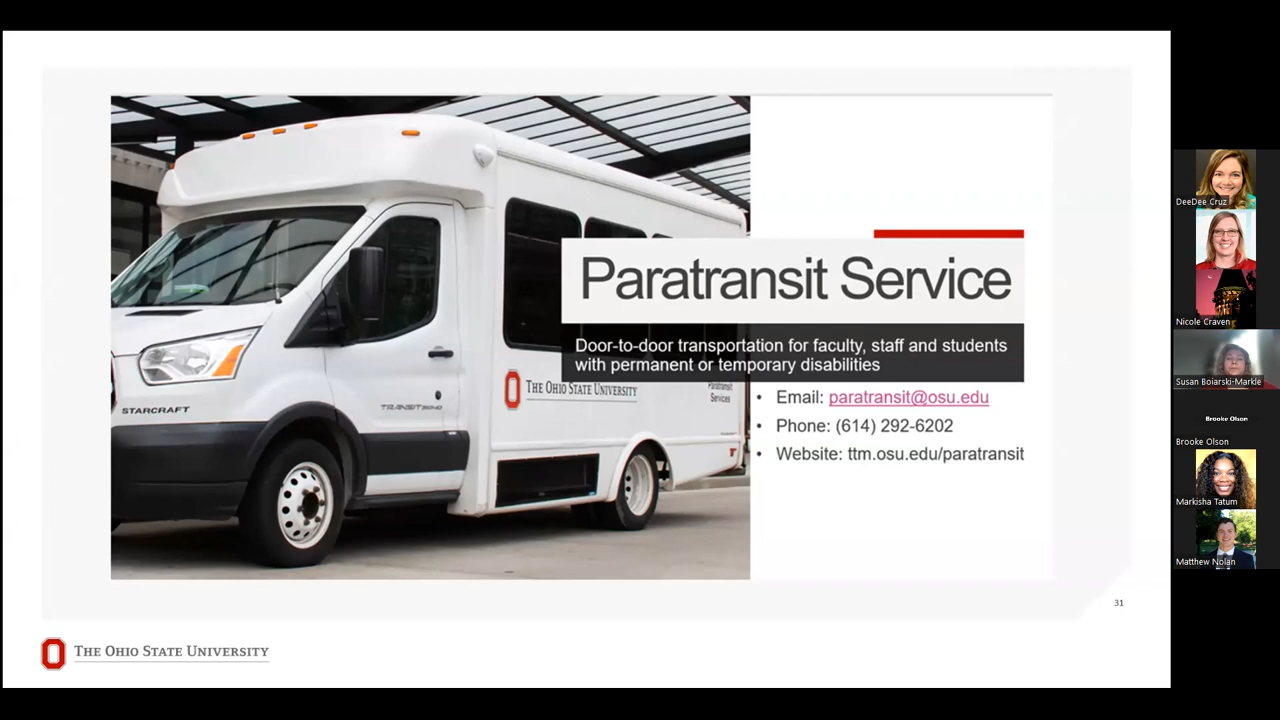 Paratransit Service
Door-to-door transportation for faculty, staff and students
with permanent or temporary disabilities
• Email: paratransit@osu.edu
• Phone: (614) 292-6202
• Website: ttm.osu.edu/paratransit
STARCRAFT
TRANSIT
THE OHIO STATE UNIVERSITY
Paratransit
Services
31
THE OHIO STATE UNIVERSITY
DeeDee Cruz
Nicole Craven
Susan Boiarski-Markle
Brooke Olson
Brooke Olson
Markisha Tatum
Matthew Nolan